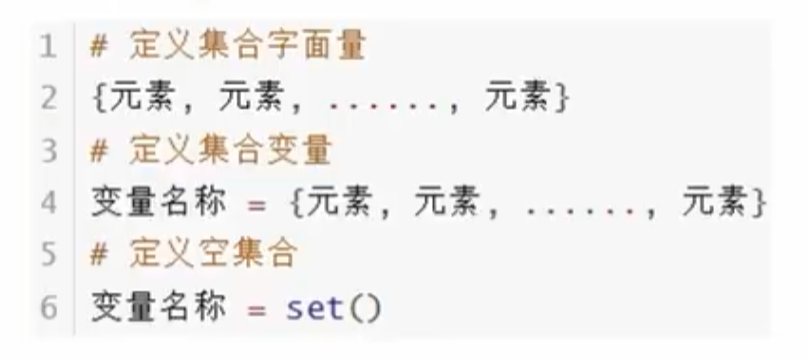 1 # 定义集合字面量
2 {元素, 元素, ......, 元素}
3 # 定义集合变量
4 变量名称 = {元素, 元素, ......, 元素}
5 # 定义空集合
6 变量名称 = set()